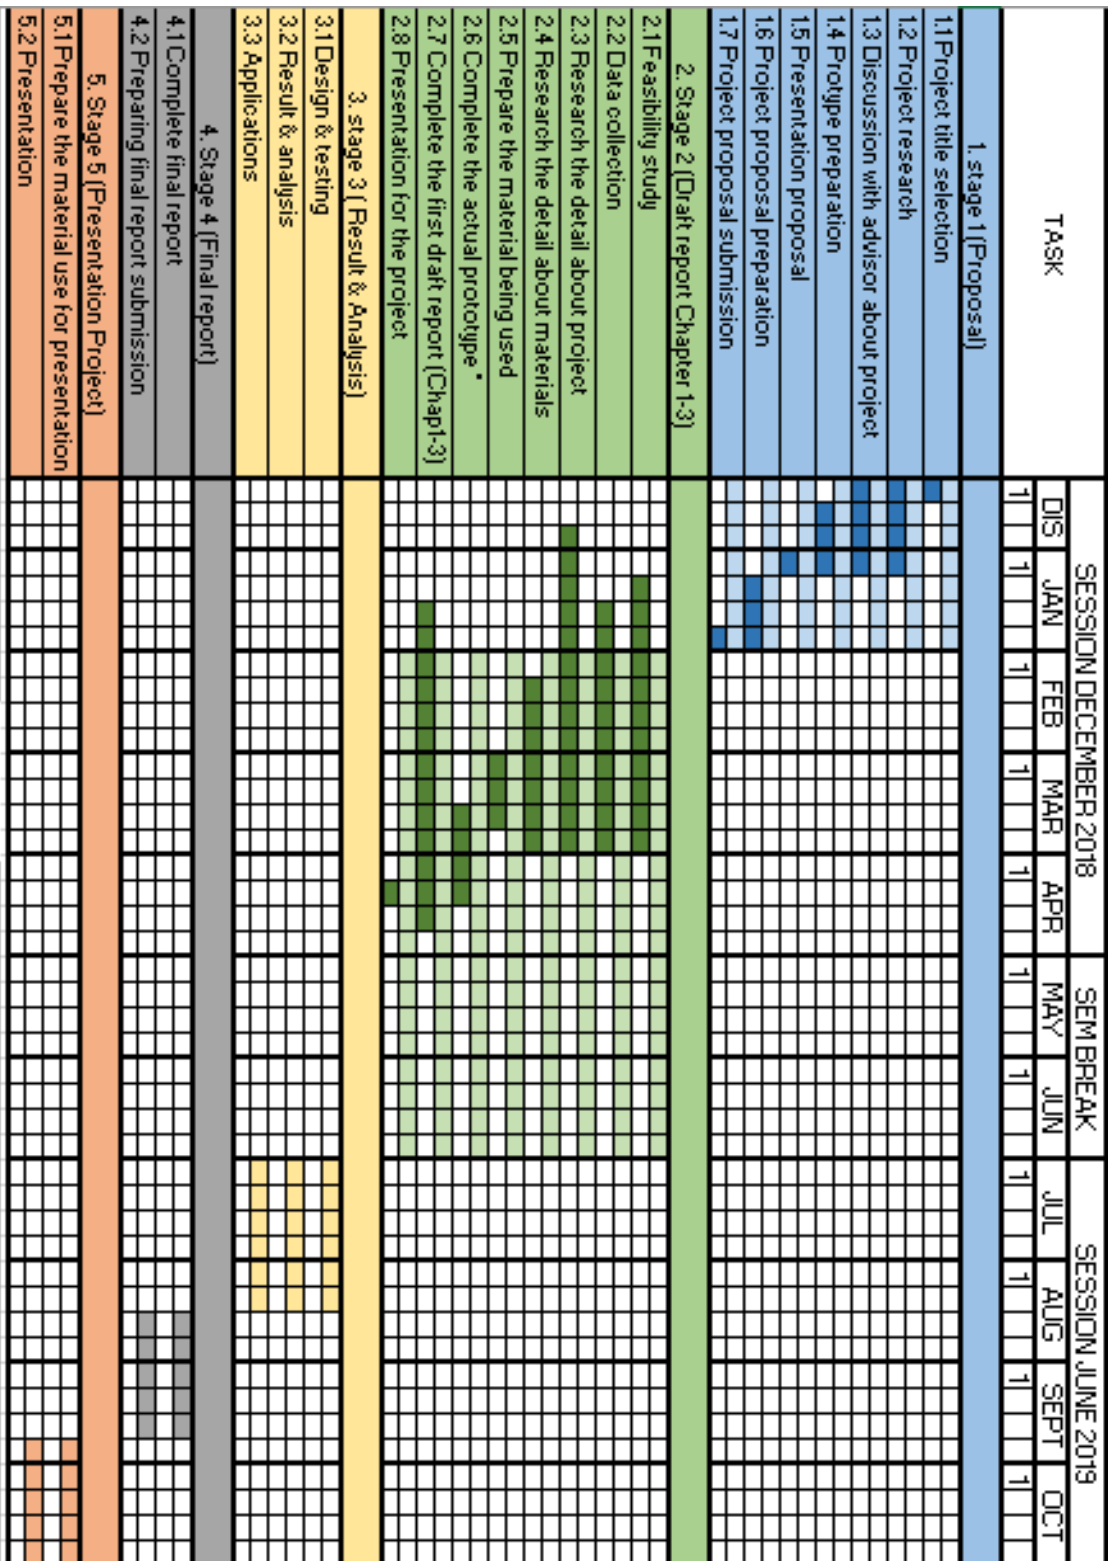 TASK
SESSION DECEMBER 2018
SEM BREAK
SESSION JUNE 2019
DIS
JAN
FEB
MAR
APR
MAY
JUN
JUL
AUG
SEPT
OCT
1
1
1
1
1
1
1
1
1
1
1
1. stage 1 (Proposal)
1.1 Project title selection
1.2 Project research
1.3 Discussion with advisor about project
1.4 Protype preparation
1.5 Presentation proposal
1.6 Project proposal preparation
1.7 Project proposal submission
2. Stage 2 (Draft report Chapter 1-3)
2.1 Feasibility study
2.2 Data collection
2.3 Research the detail about project
2.4 Research the detail about materials
2.5 Prepare the material being used
2.6 Complete the actual prototype"
2.7 Complete the first draft report (Chap1-3)
2.8 Presentation for the project
3. stage 3 ( Result & Analysis)
3.1 Design & testing
3.2 Result & analysis
3.3 Applications
4. Stage 4 (Final report)
4.1 Complete final report
4.2 Preparing final report submission
5. Stage 5 (Presentation Project)
5.1 Prepare the material use for presentation
5.2 Presentation